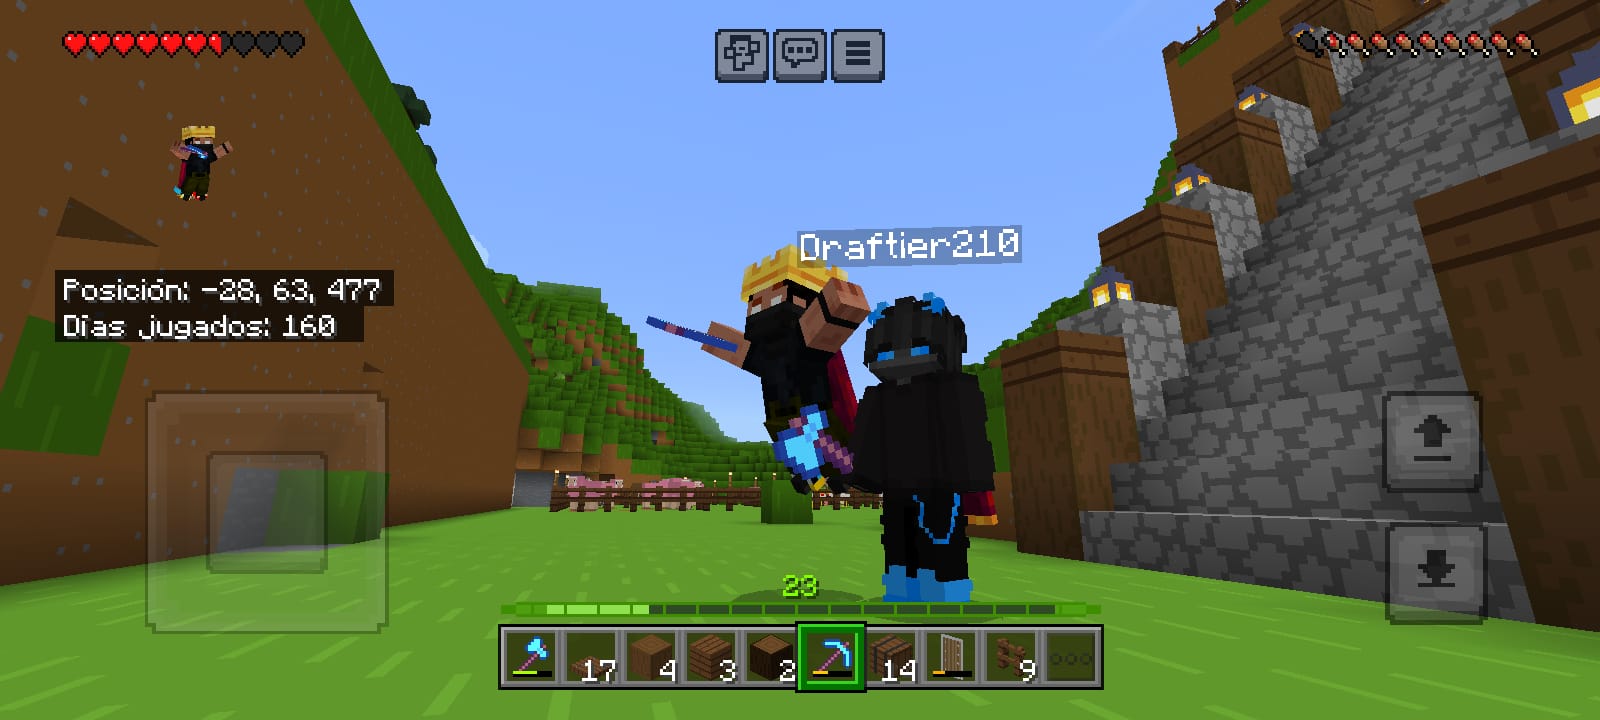 Draftier210
Posición: -28, 63, 477
Días jugados: 160
23
17
4
3
2
14
9